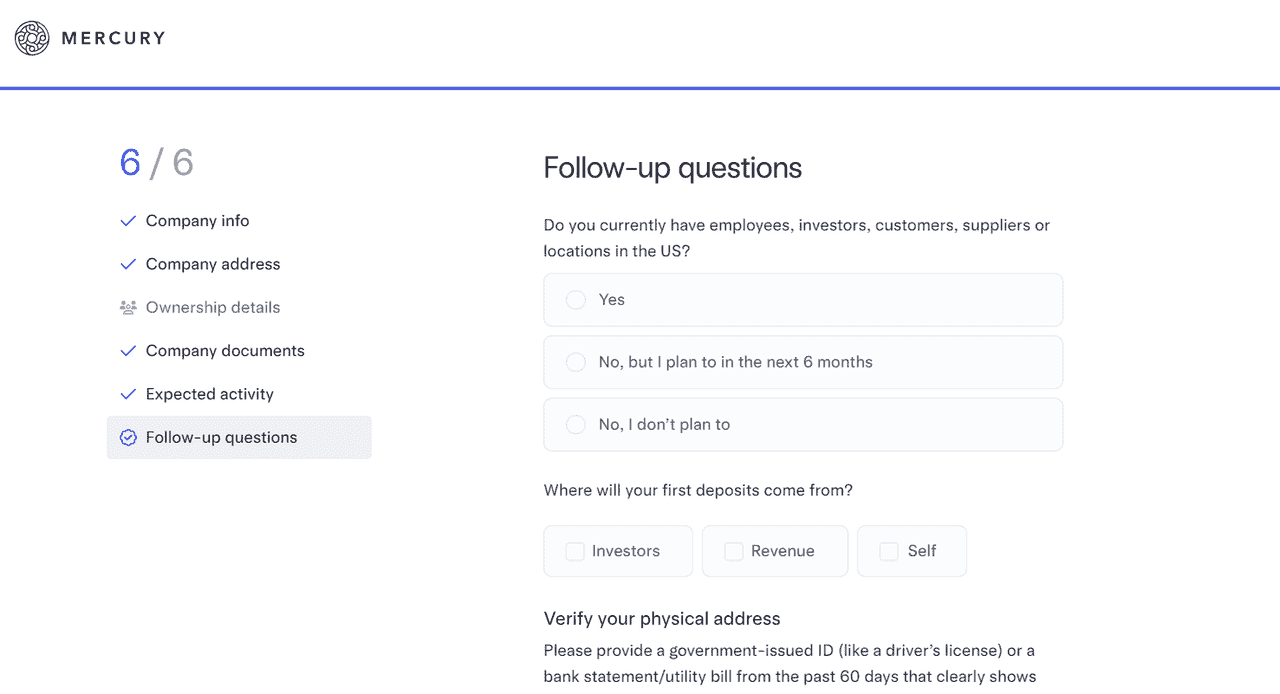 MERCURY
6 / 6
Company info
Company address
Ownership details
Company documents
Expected activity
Follow-up questions
Follow-up questions
Do you currently have employees, investors, customers, suppliers or
locations in the US?
Yes
No, but I plan to in the next 6 months
No, I don’t plan to
Where will your first deposits come from?
Investors
Revenue
Self
Verify your physical address
Please provide a government-issued ID (like a driver’s license) or a
bank statement/utility bill from the past 60 days that clearly shows